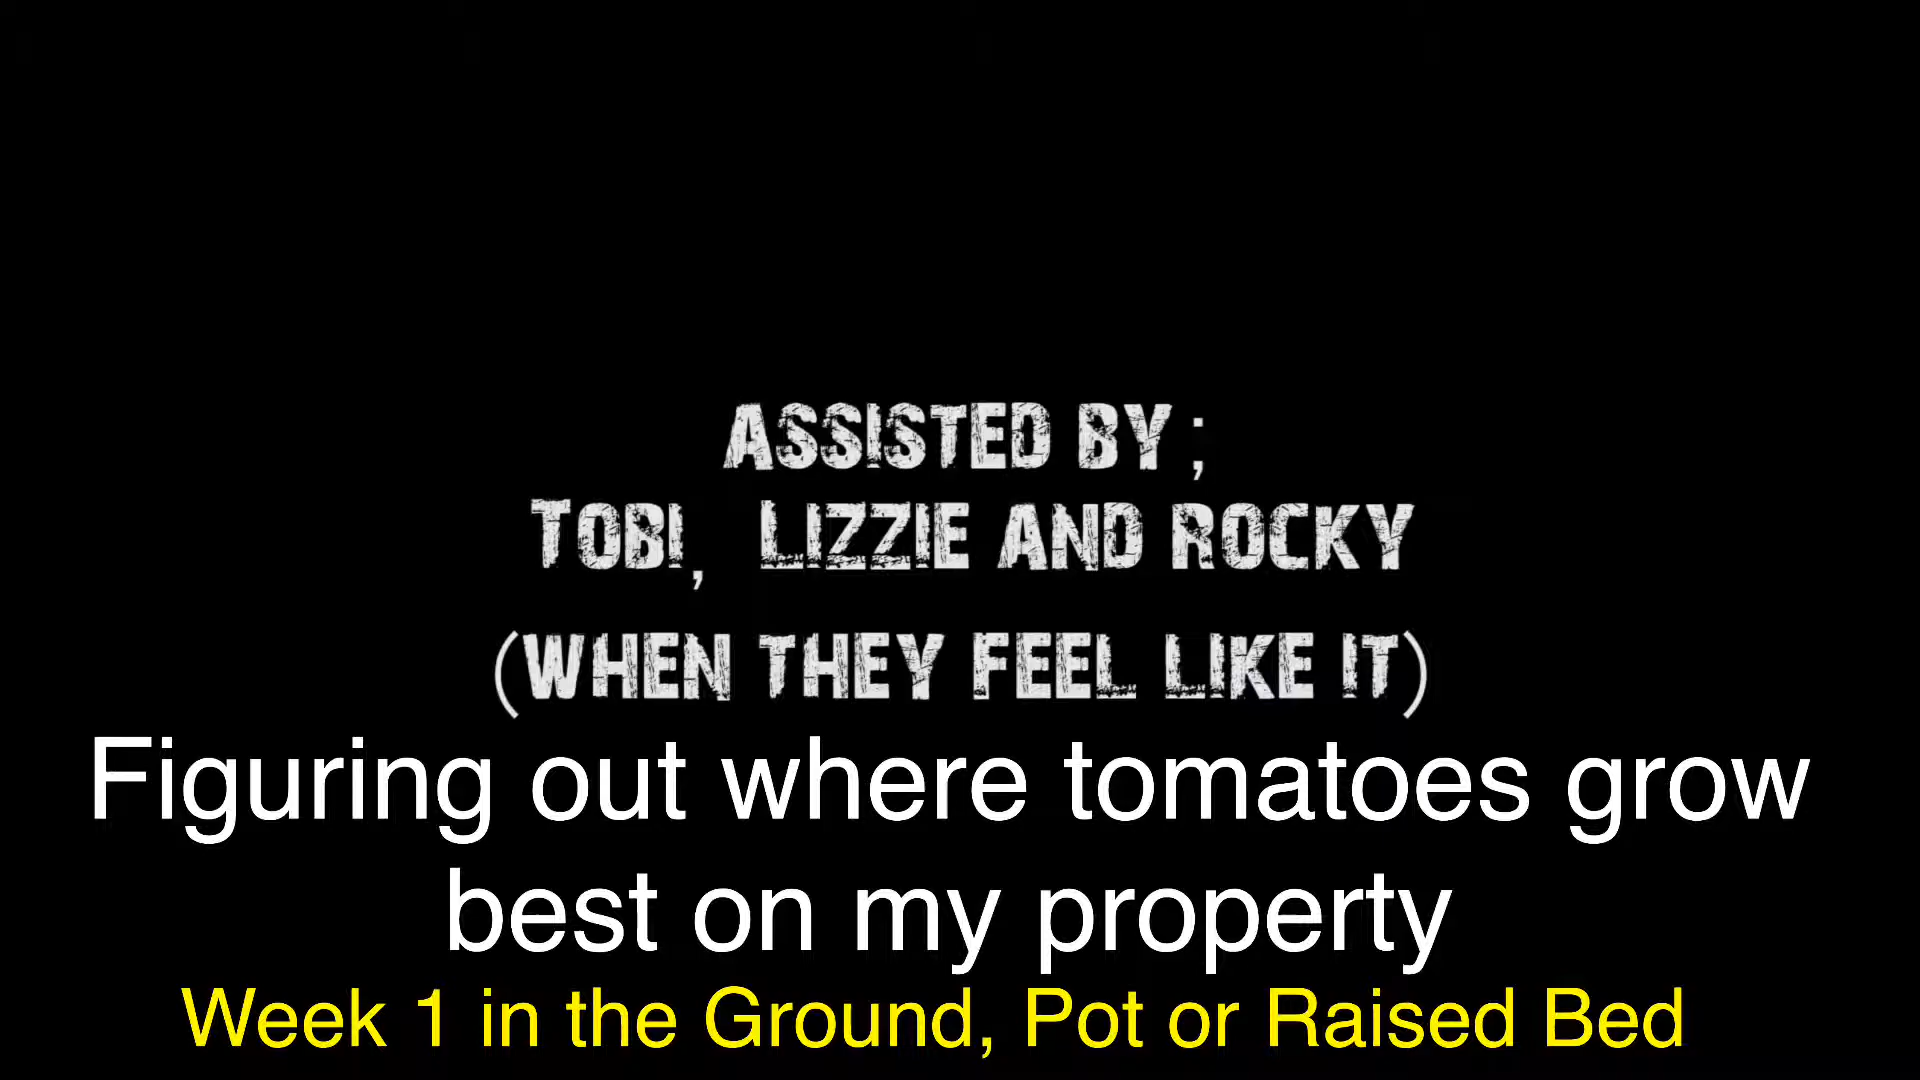 ASSISTED BY ;
TOBI, LIZZIE AND ROCKY
(WHEN THEY FEEL LIKE IT)
Figuring out where tomatoes grow
best on my property
Week 1 in the Ground, Pot or Raised Bed